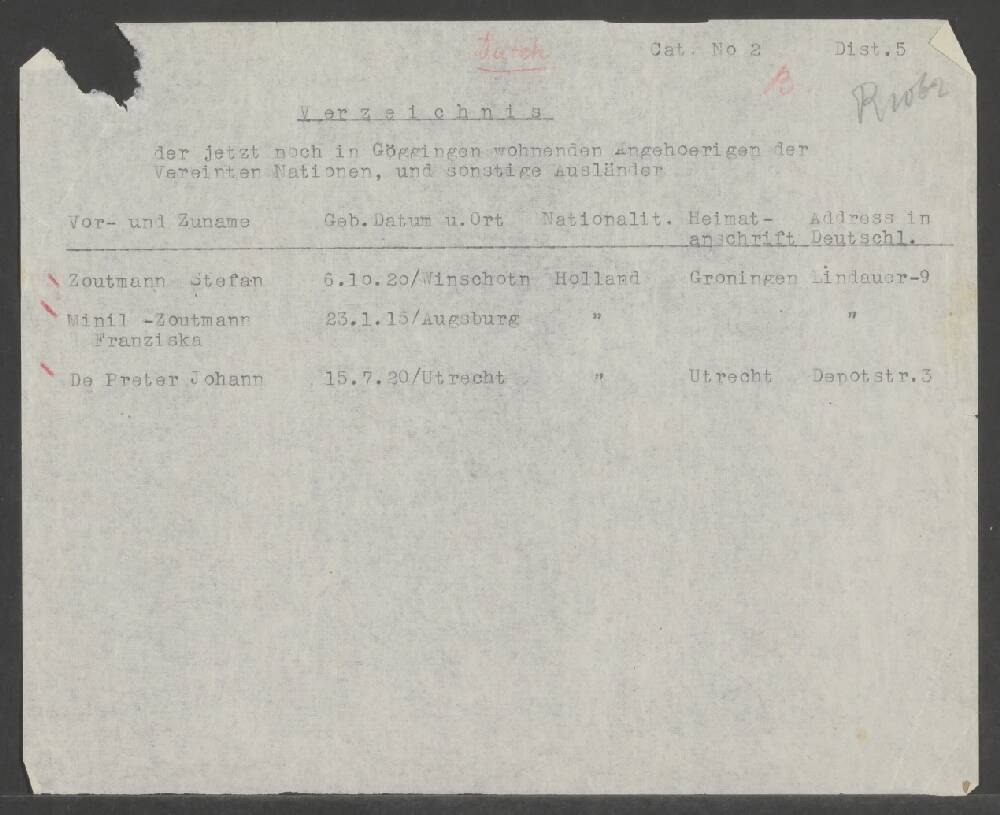 Dutch
Cat. No 2 Dist.5
B.
R1062
Verzeichnis
der jetzt noch in Göggingen wohnenden Angehoerigen der
Vereinten Nationen, und sonstige Ausländer
Vor- und Zuname Geb.Datum u.Ort Nationalit. Heimat- Address in
anschrift Deutschl.
Zoutmann Stefan 6.10.20/Winschotn Holland Groningen Lindauer-9
Minil -Zoutmann 23.1.15/Augsburg " "
Franziska
De Preter Johann 15.7.20/Utrecht " Utrecht Depotstr.3